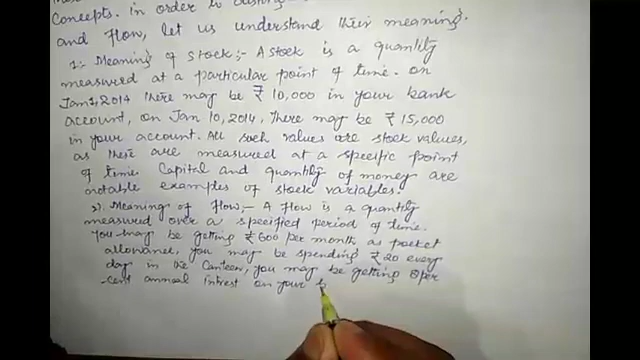 concepts. In order to
and flow, let us understand their meaning.
1:- Meaning of stock:- A stock is a quantity
measured at a particular point of time. on
Jan 1, 2014 there may be ₹ 10,000 in your bank
account, on Jan 10, 2014, There may be ₹ 15,000
in your account. All such values are stock values,
as these are measured at a specific point
of time. Capital and quantity of money are
notable examples of stock variables.
2). Meaning of flow:- A flow is a quantity
measured over a specified period of time.
You may be getting ₹ 600 per month as pocket
allowance, you may be spending ₹ 20 every
day in the Canteen, you may be getting 8 per
-cent annual intrest on your